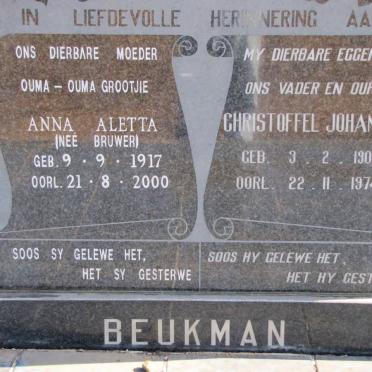 IN LIEFDEVOLLE HERINNERING AA
ONS DIERBARE MOEDER
OUMA - OUMA GROOTJIE
ANNA ALETTA
(NEÉ BRUWER)
GEB. 9 · 9 · 1917
OORL. 21 · 8 · 2000
SOOS SY GELEWE HET,
HET SY GESTERWE
MY DIERBARE EGGEN
ONS VADER EN OUP
CHRISTOFFEL JOHAN
GEB. 3 · 2 · 190
OORL. 22 · 11 · 1974
SOOS HY GELEWE HET,
HET HY GEST
BEUKMAN